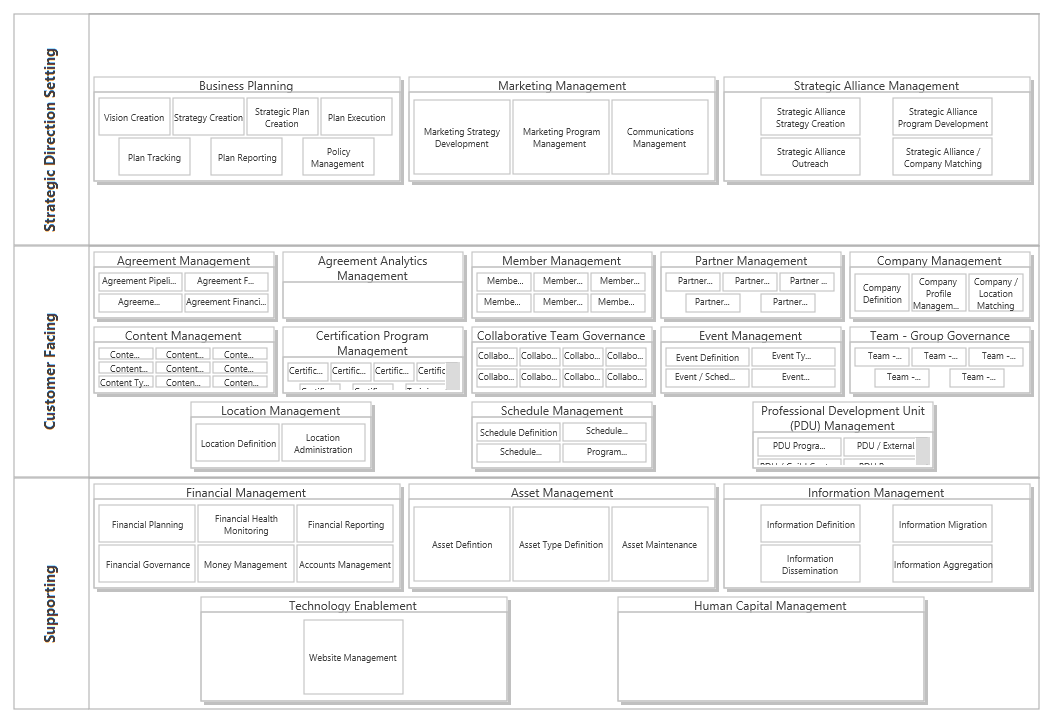 Strategic Direction Setting
Business Planning
Vision Creation
Strategy Creation
Strategic Plan
Creation
Plan Execution
Plan Tracking
Plan Reporting
Policy
Management
Marketing Management
Marketing Strategy
Development
Marketing Program
Management
Communications
Management
Strategic Alliance Management
Strategic Alliance
Strategy Creation
Strategic Alliance
Program Development
Strategic Alliance
Outreach
Strategic Alliance /
Company Matching
Customer Facing
Agreement Management
Agreement Pipeli...
Agreement F...
Agreeme...
Agreement Financi...
Agreement Analytics
Management
Member Management
Membe...
Member...
Member...
Membe...
Member...
Membe...
Partner Management
Partner...
Partner...
Partner ...
Partner...
Partner...
Company Management
Company
Definition
Company
Profile
Managem...
Company /
Location
Matching
Content Management
Conte...
Content...
Conte...
Content...
Conten...
Content...
Content Ty...
Conten...
Conten...
Certification Program
Management
Certific...
Certific...
Certific...
Certific
Collaborative Team Governance
Collabo...
Collabo...
Collabo...
Collabo...
Collabo...
Collabo...
Collabo...
Collabo...
Event Management
Event Definition
Event Ty...
Event / Sched...
Event...
Team - Group Governance
Team -...
Team -...
Team -...
Team -...
Team -...
Location Management
Location Definition
Location
Administration
Schedule Management
Schedule Definition
Schedule...
Schedule...
Program...
Professional Development Unit
(PDU) Management
PDU Progra...
PDU / External
Supporting
Financial Management
Financial Planning
Financial Health
Monitoring
Financial Reporting
Financial Governance
Money Management
Accounts Management
Asset Management
Asset Defintion
Asset Type Definition
Asset Maintenance
Information Management
Information Definition
Information Migration
Information
Dissemination
Information Aggregation
Technology Enablement
Website Management
Human Capital Management